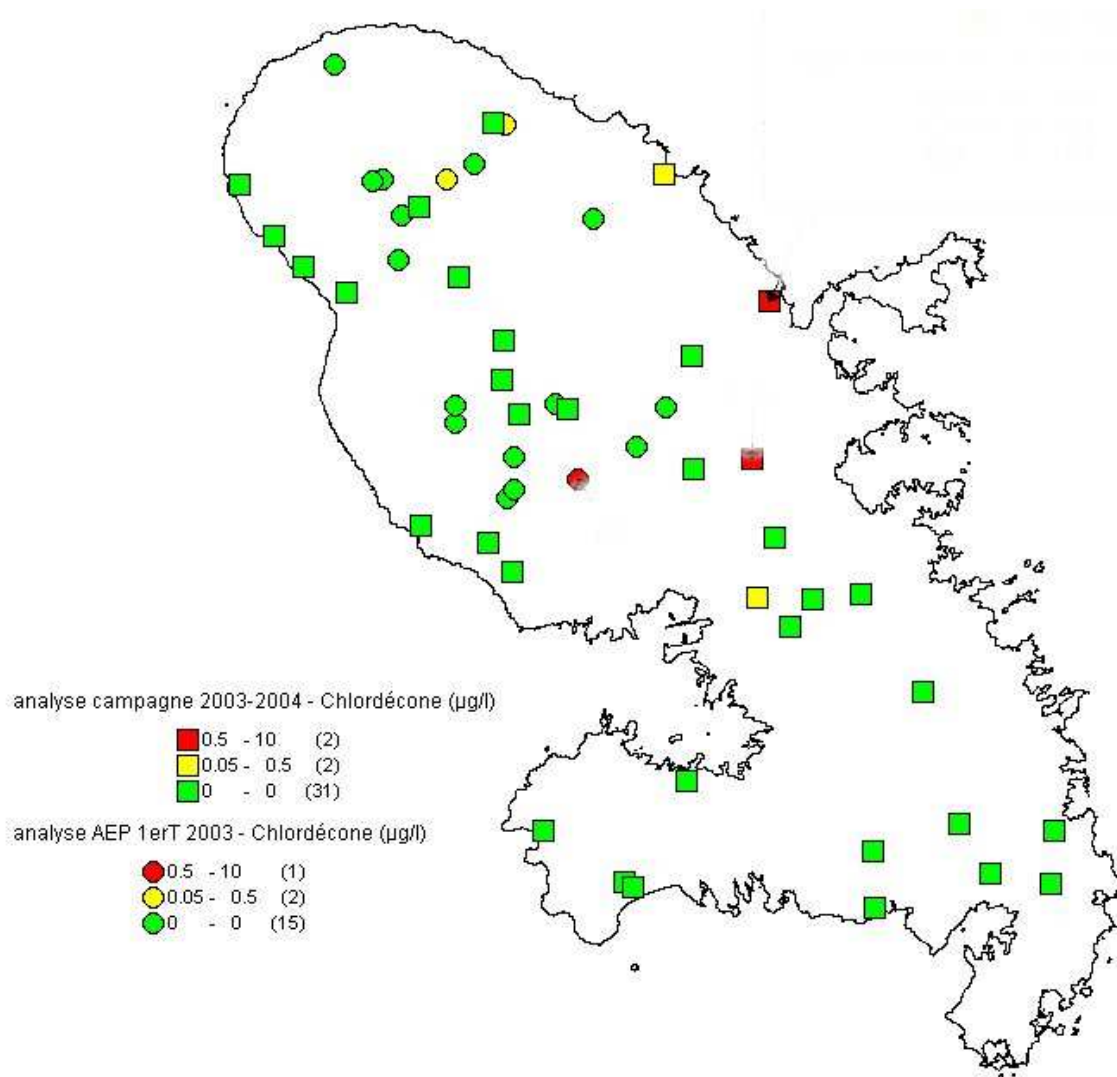 analyse campagne 2003-2004 - Chlordécone (µg/l)
0.5 - 10 (2)
0.05 - 0.5 (2)
0 - 0 (31)
analyse AEP 1erT 2003 - Chlordécone (µg/l)
0.5 - 10 (1)
0.05 - 0.5 (2)
0 - 0 (15)